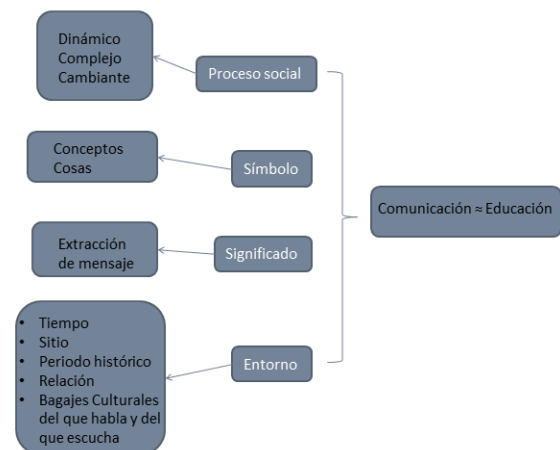 Dinámico
Complejo
Cambiante
Proceso social
Conceptos
Cosas
Símbolo
Comunicación ≈ Educación
Extracción
de mensaje
Significado
• Tiempo
• Sitio
• Periodo histórico
• Relación
• Bagajes Culturales
del que habla y del
que escucha
Entorno